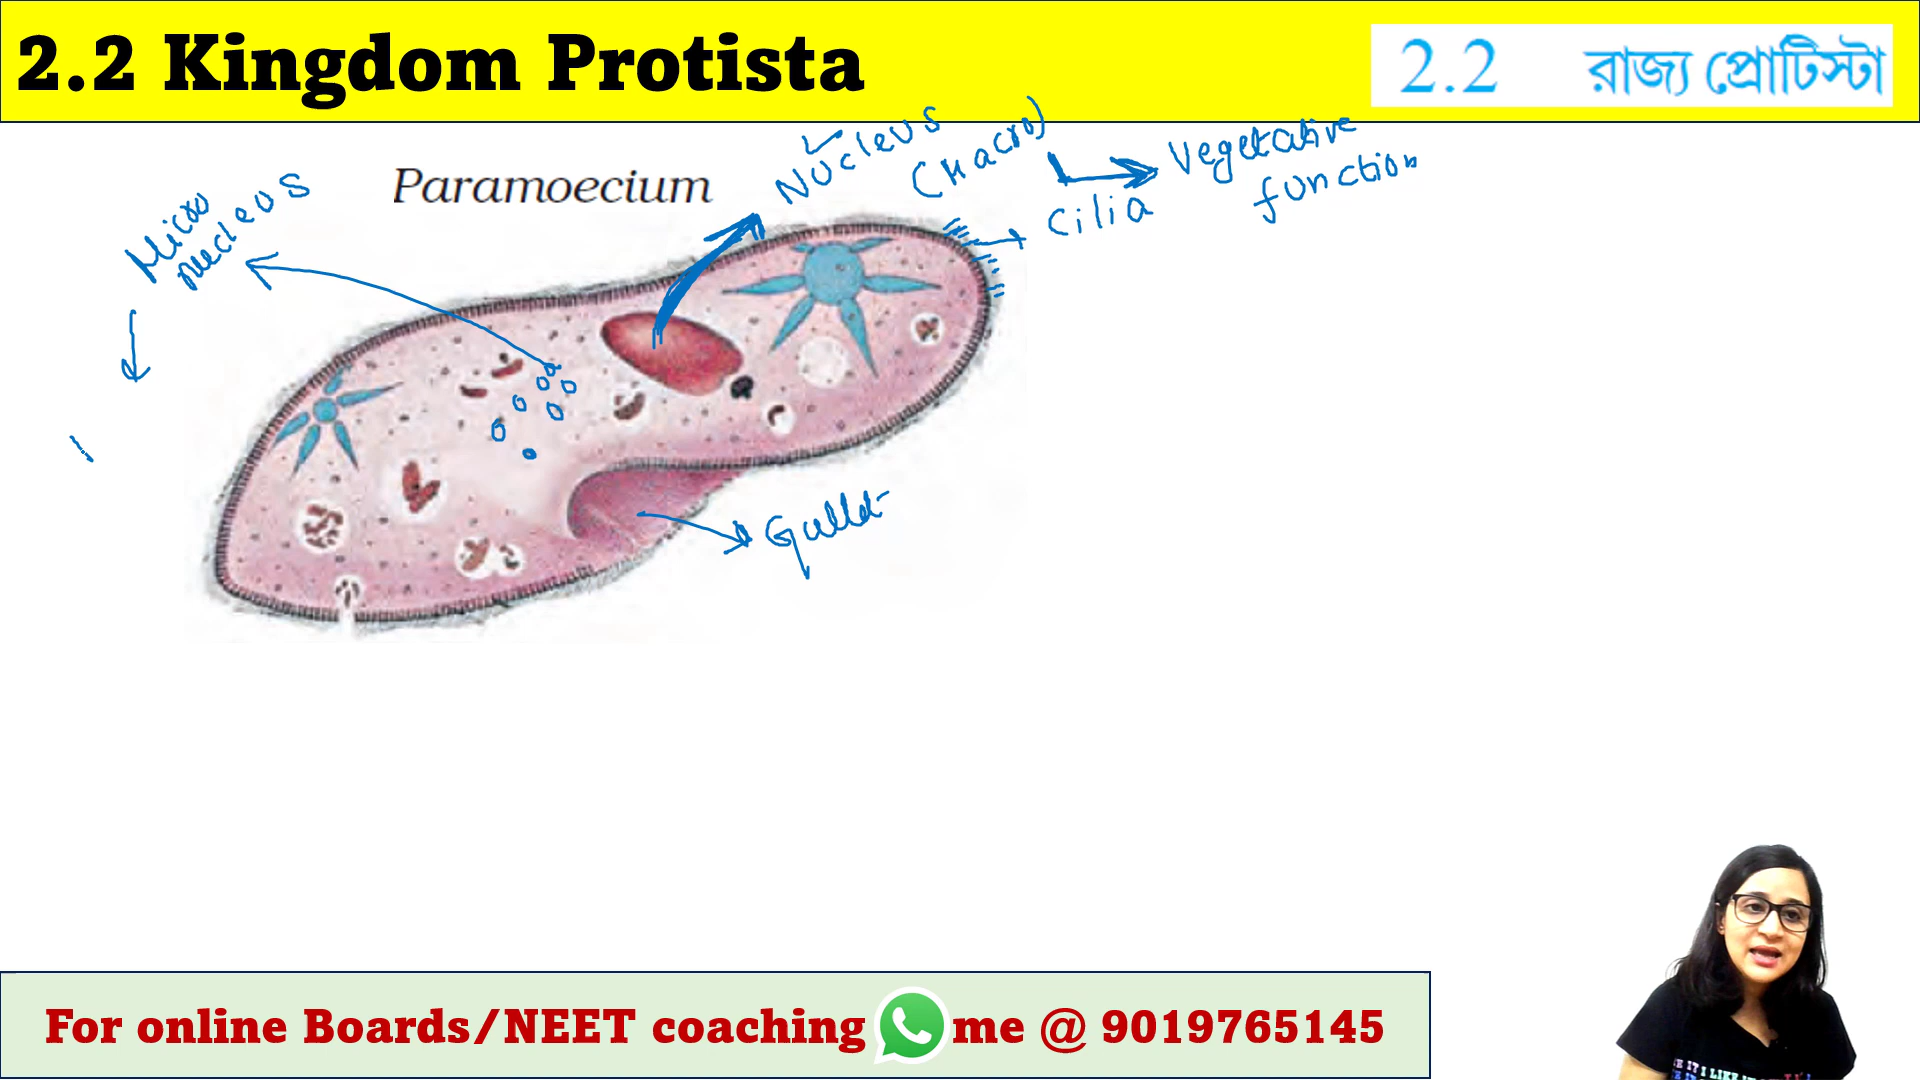 2.2 Kingdom Protista
2.2 রাজ্য প্রোটিস্টা
Paramoecium
Nucleus
(Macro)
Vegetative
function
Cilia
Micro
nucleus
Gullet
For online Boards/NEET coaching me @ 9019765145